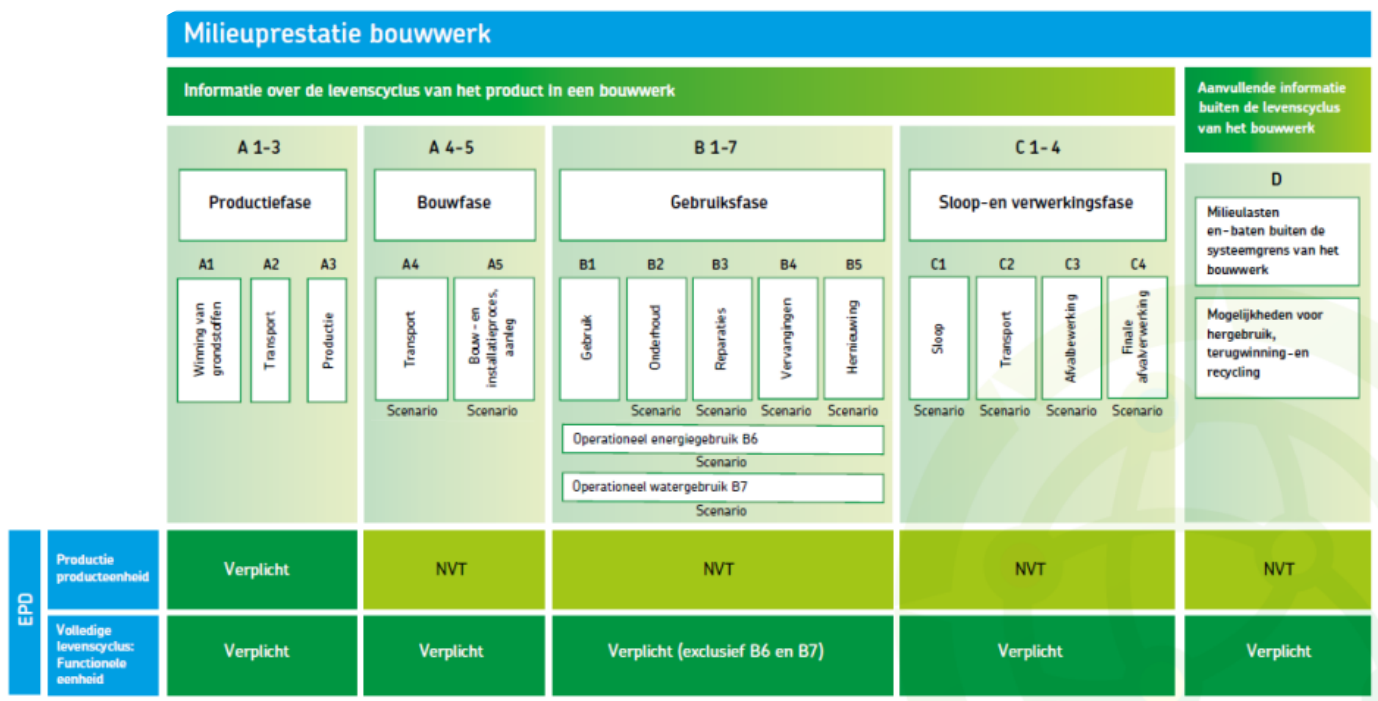 Milieuprestatie bouwwerk
Informatie over de levenscyclus van het product in een bouwwerk
Aanvullende informatie
buiten de levenscyclus
van het bouwwerk
A 1-3
A 4-5
B 1-7
C 1-4
D
Productiefase
Bouwfase
Gebruiksfase
Sloop-en verwerkingsfase
Milieulasten
en-baten buiten de
systeemgrens van het
bouwwerk
A1
A2
A3
A4
A5
B1
B2
B3
B4
B5
C1
C2
C3
C4
Winning van
grondstoffen
Transport
Productie
Transport
Bouw-en
installatieproces,
aanleg
Gebruik
Onderhoud
Reparaties
Vervangingen
Hernieuwing
Sloop
Transport
Afvalbewerking
Finale
afvalverwerking
Mogelijkheden voor
hergebruik,
terugwinning-en
recycling
Scenario
Scenario
Scenario
Scenario
Scenario
Scenario
Scenario
Scenario
Scenario
Scenario
Operationeel energiegebruik B6
Scenario
Operationeel watergebruik B7
Scenario
EPD
Productie
producteenheid
Verplicht
NVT
NVT
NVT
NVT
Volledige
levenscyclus:
Functionele
eenheid
Verplicht
Verplicht
Verplicht (exclusief B6 en B7)
Verplicht
Verplicht